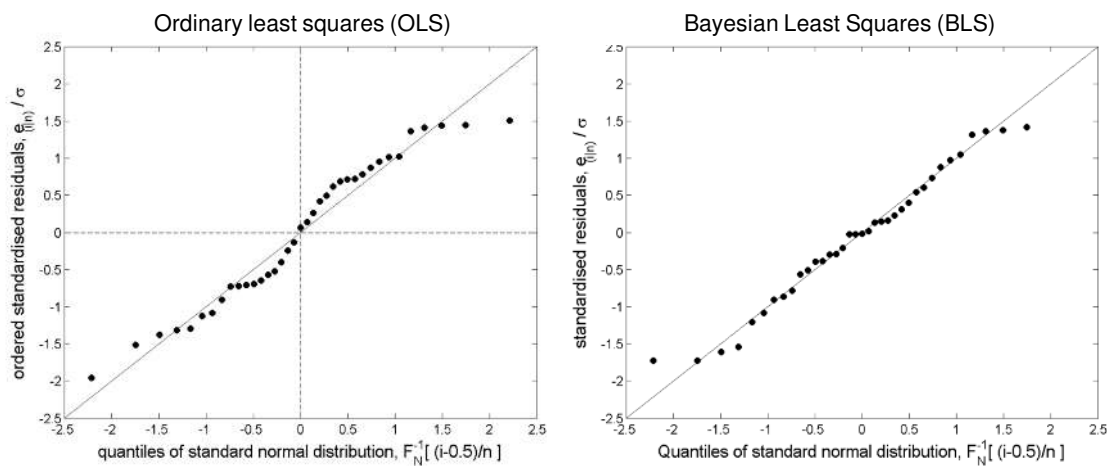 Ordinary least squares (OLS)
ordered standardised residuals, e(i|n) / σ
2.5
2
1.5
1
0.5
0
-0.5
-1
-1.5
-2
-2.5
-2.5 -2 -1.5 -1 -0.5 0 0.5 1 1.5 2 2.5
quantiles of standard normal distribution, F_N^-1[ (i-0.5)/n ]
Bayesian Least Squares (BLS)
standardised residuals, e(i|n) / σ
2.5
2
1.5
1
0.5
0
-0.5
-1
-1.5
-2
-2.5
-2.5 -2 -1.5 -1 -0.5 0 0.5 1 1.5 2 2.5
Quantiles of standard normal distribution, F_N^-1[ (i-0.5)/n ]